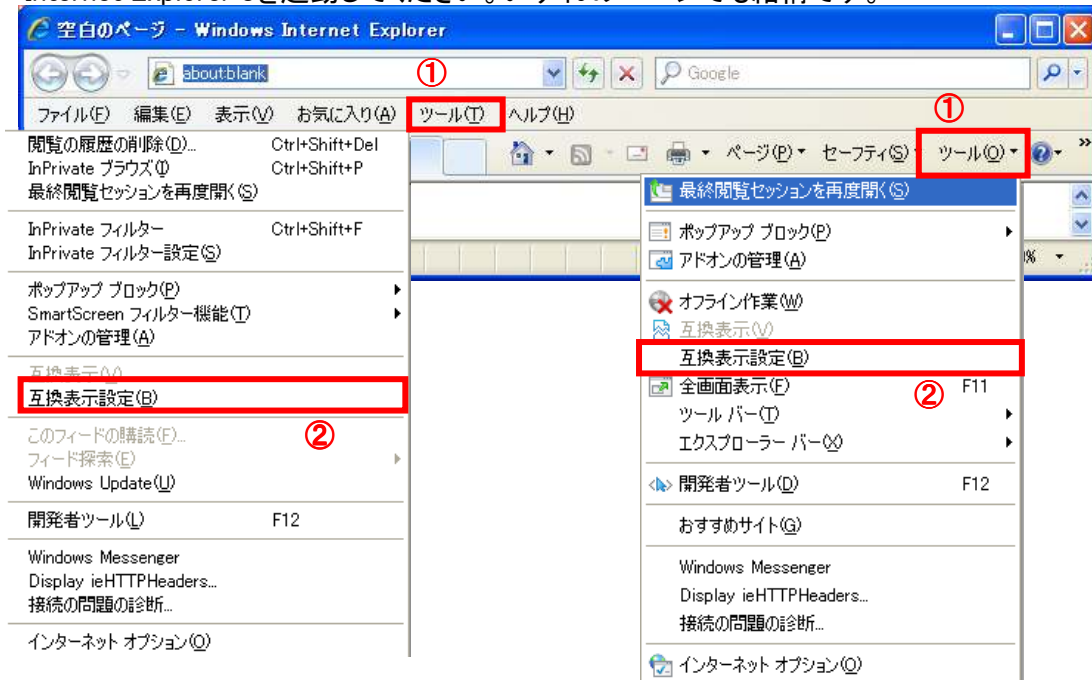 空白のページ - Windows Internet Explorer
about:blank
①
Google
ファイル(F) 編集(E) 表示(V) お気に入り(A) ツール(T) ヘルプ(H)
①
ページ(P) セーフティ(S) ツール(O) »
閲覧の履歴の削除(D)... Ctrl+Shift+Del
InPrivate ブラウズ(I) Ctrl+Shift+P
最終閲覧セッションを再度開く(S)
InPrivate フィルター Ctrl+Shift+F
InPrivate フィルター設定(S)
ポップアップ ブロック(P)
SmartScreen フィルター機能(T)
アドオンの管理(A)
互換表示(V)
互換表示設定(B)
②
このフィードの購読(F)...
フィード探索(E)
Windows Update(U)
開発者ツール(L) F12
Windows Messenger
Display ieHTTPHeaders...
接続の問題の診断...
インターネット オプション(O)
最終閲覧セッションを再度開く(S)
ポップアップ ブロック(P)
アドオンの管理(A)
オフライン作業(W)
互換表示(V)
互換表示設定(B)
全画面表示(F) F11
②
ツール バー(T)
エクスプローラー バー(X)
開発者ツール(D) F12
おすすめサイト(G)
Windows Messenger
Display ieHTTPHeaders...
接続の問題の診断...
インターネット オプション(O)